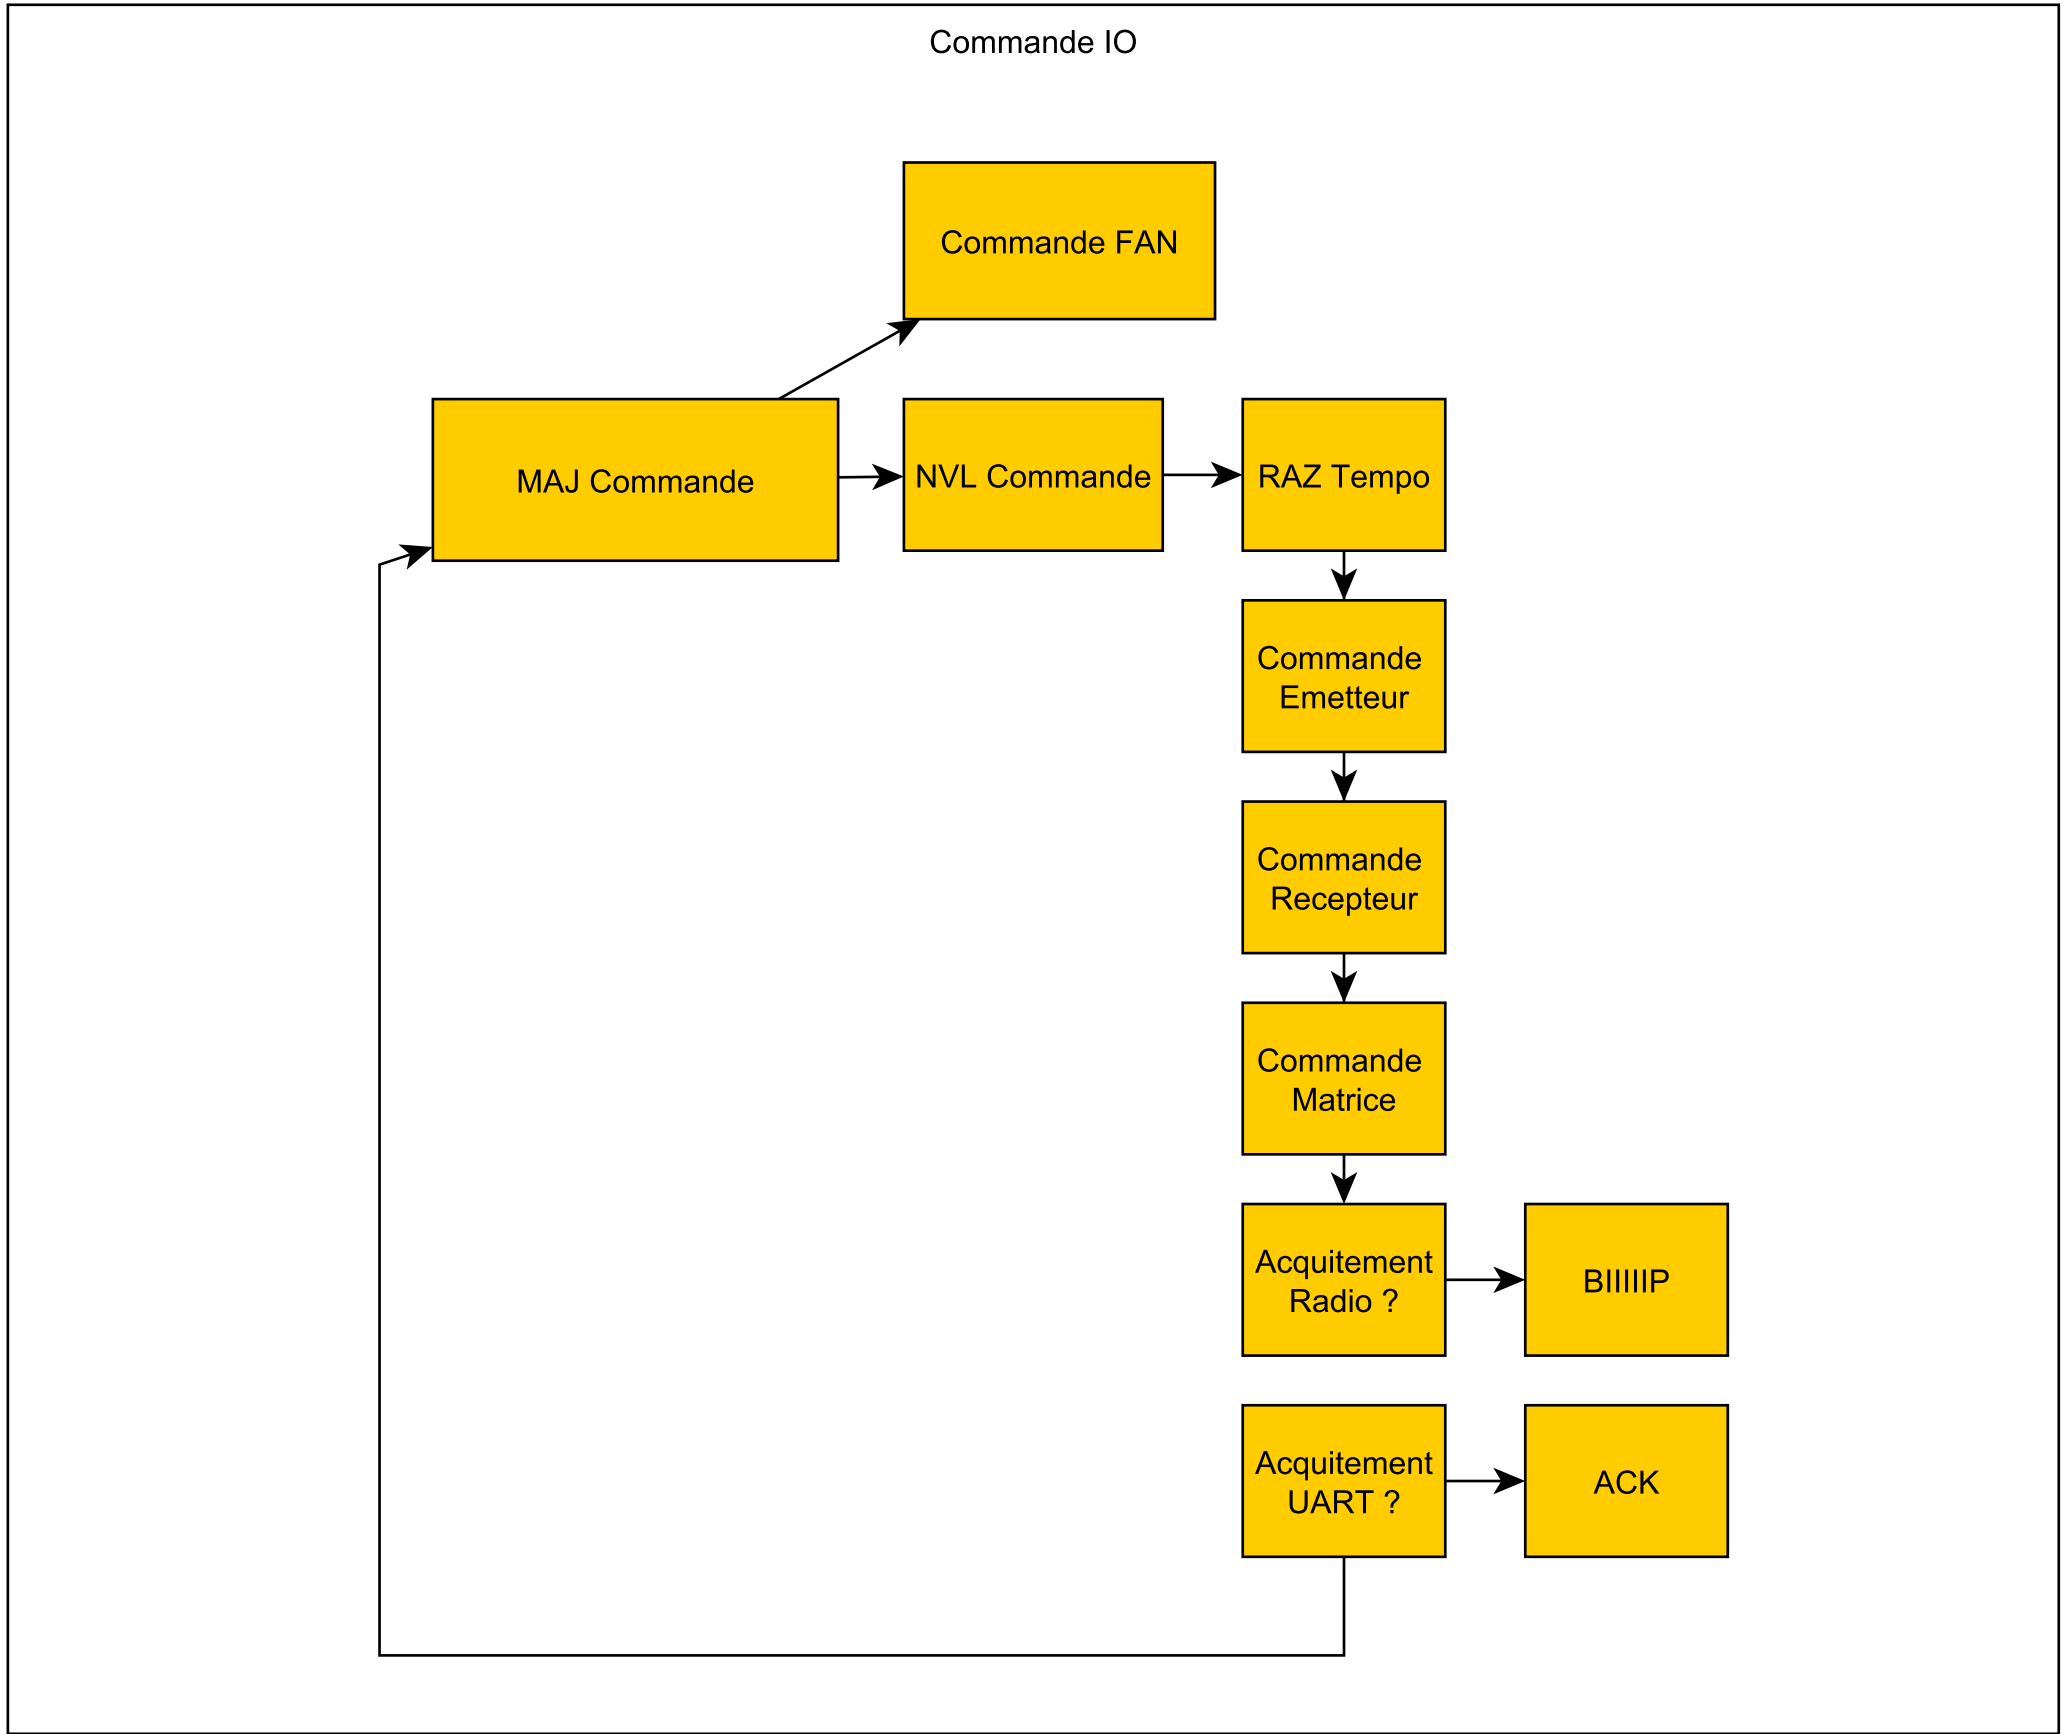 Commande IO
Commande FAN
MAJ Commande
NVL Commande
RAZ Tempo
Commande
Emetteur
Commande
Recepteur
Commande
Matrice
Acquitement
Radio ?
BIIIIIP
Acquitement
UART ?
ACK